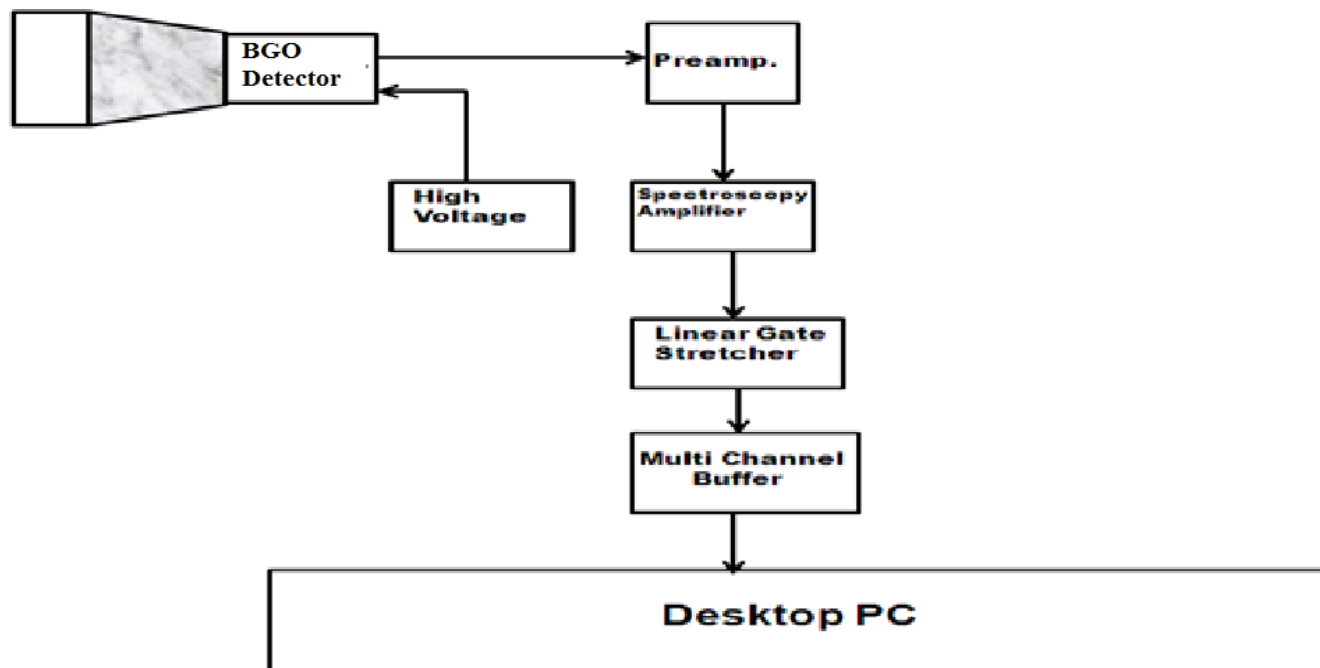 BGO
Detector
Preamp.
High
Voltage
Spectroscopy
Amplifier
Linear Gate
Stretcher
Multi Channel
Buffer
Desktop PC